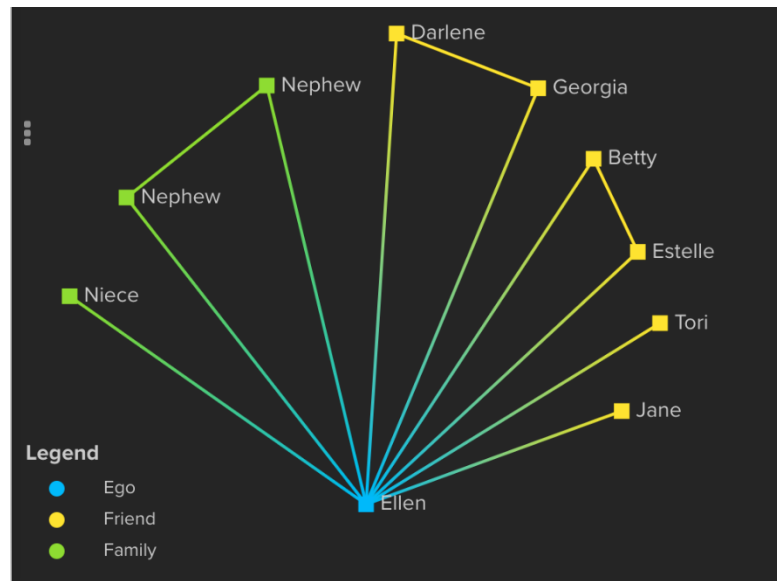 Darlene
Nephew
Georgia
Betty
Nephew
Estelle
Niece
Tori
Jane
Legend
Ego
Ellen
Friend
Family